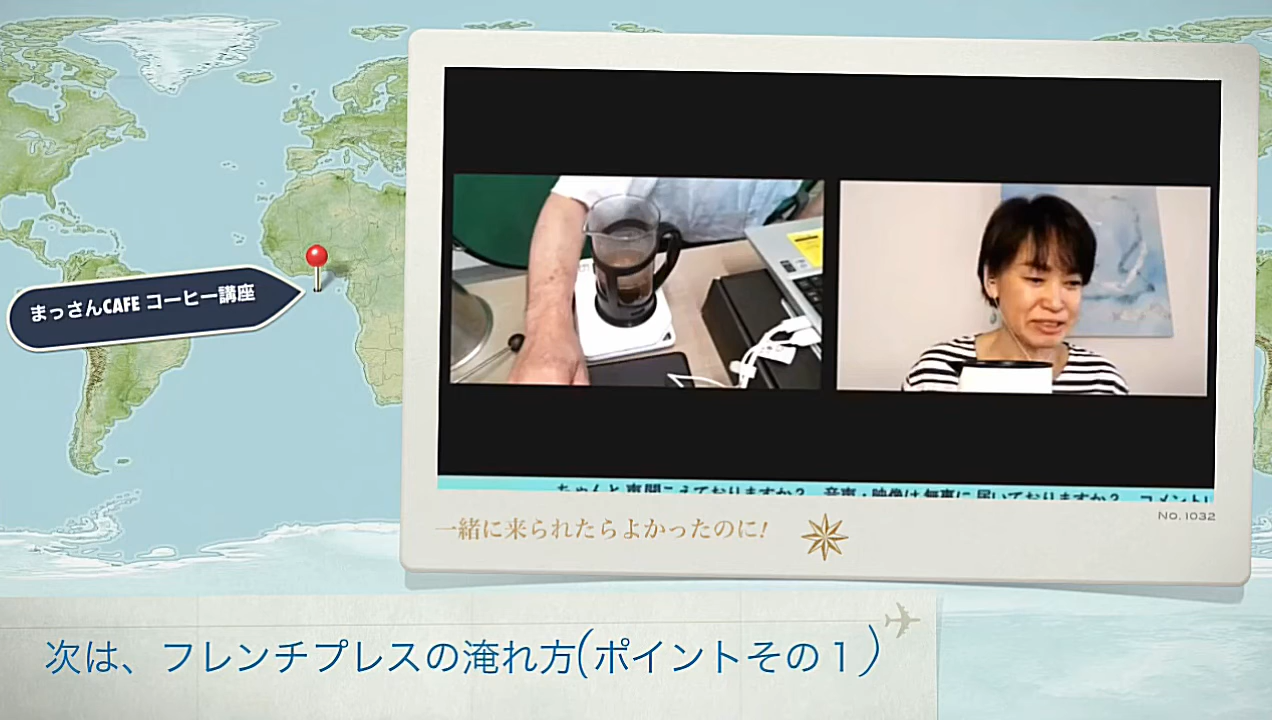 まっさんCAFE コーヒー講座
ちゃんと声聞こえておりますか? 音声・映像は無事に届いておりますか? コメント
No.1032
一緒に来られたらよかったのに!
次は、フレンチプレスの淹れ方(ポイントその1)